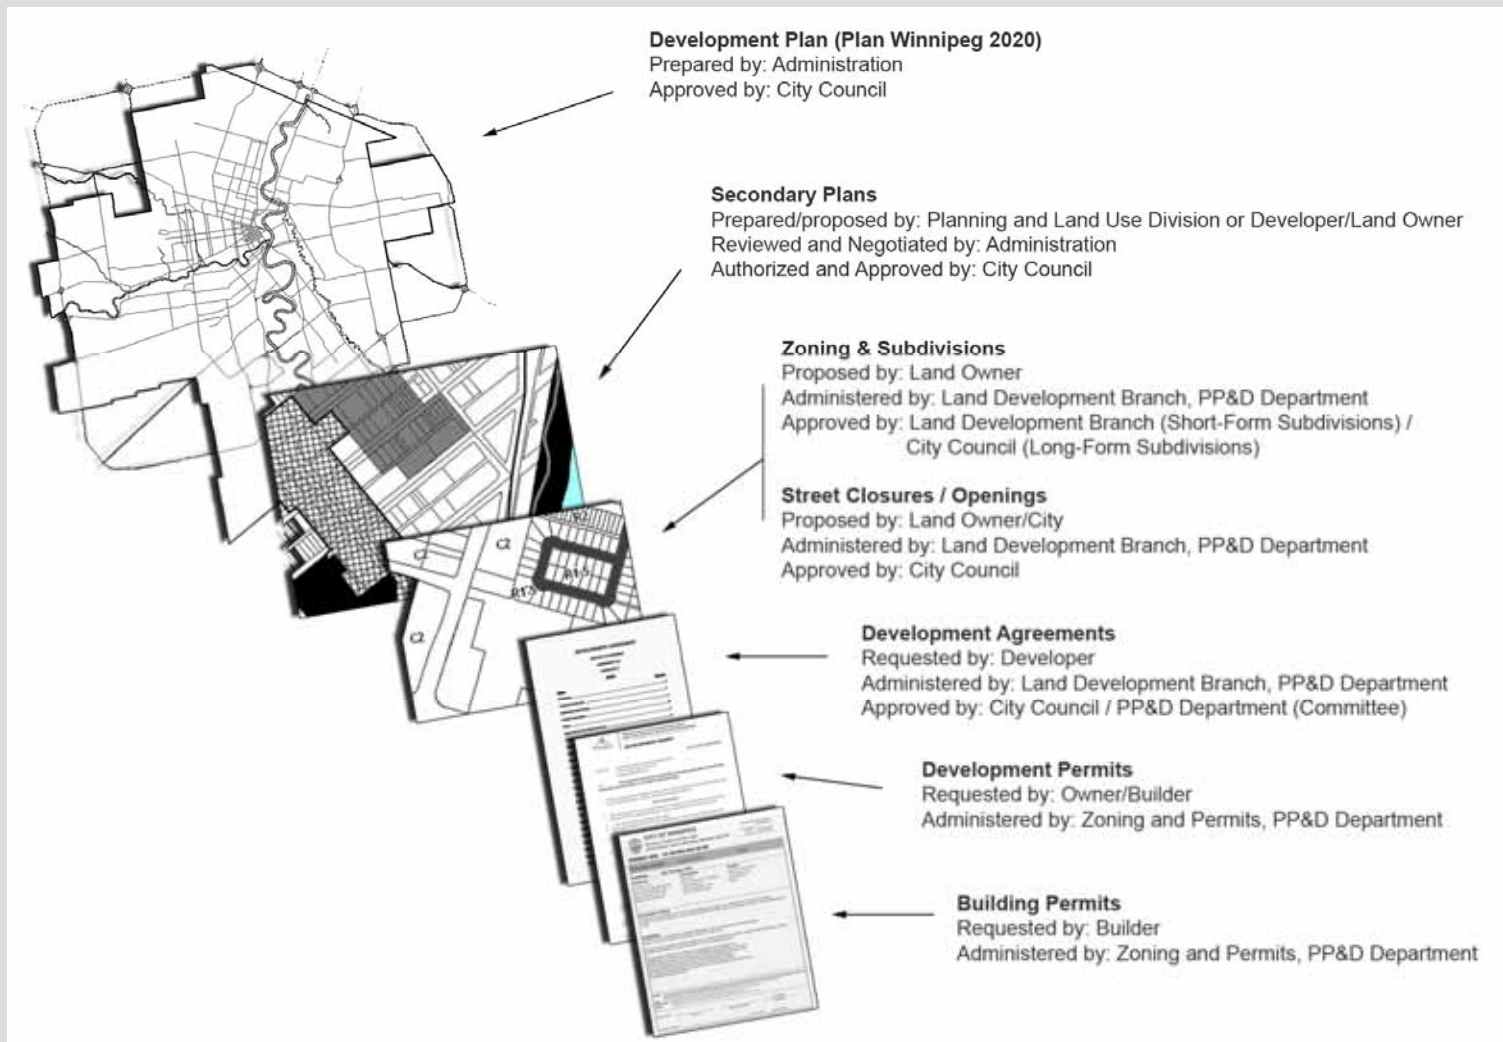 Development Plan (Plan Winnipeg 2020)
Prepared by: Administration
Approved by: City Council
Secondary Plans
Prepared/proposed by: Planning and Land Use Division or Developer/Land Owner
Reviewed and Negotiated by: Administration
Authorized and Approved by: City Council
Zoning & Subdivisions
Proposed by: Land Owner
Administered by: Land Development Branch, PP&D Department
Approved by: Land Development Branch (Short-Form Subdivisions) /
City Council (Long-Form Subdivisions)
Street Closures / Openings
Proposed by: Land Owner/City
Administered by: Land Development Branch, PP&D Department
Approved by: City Council
R2
C2
C2
C2
Development Agreements
Requested by: Developer
Administered by: Land Development Branch, PP&D Department
Approved by: City Council / PP&D Department (Committee)
Development Permits
Requested by: Owner/Builder
Administered by: Zoning and Permits, PP&D Department
Building Permits
Requested by: Builder
Administered by: Zoning and Permits, PP&D Department